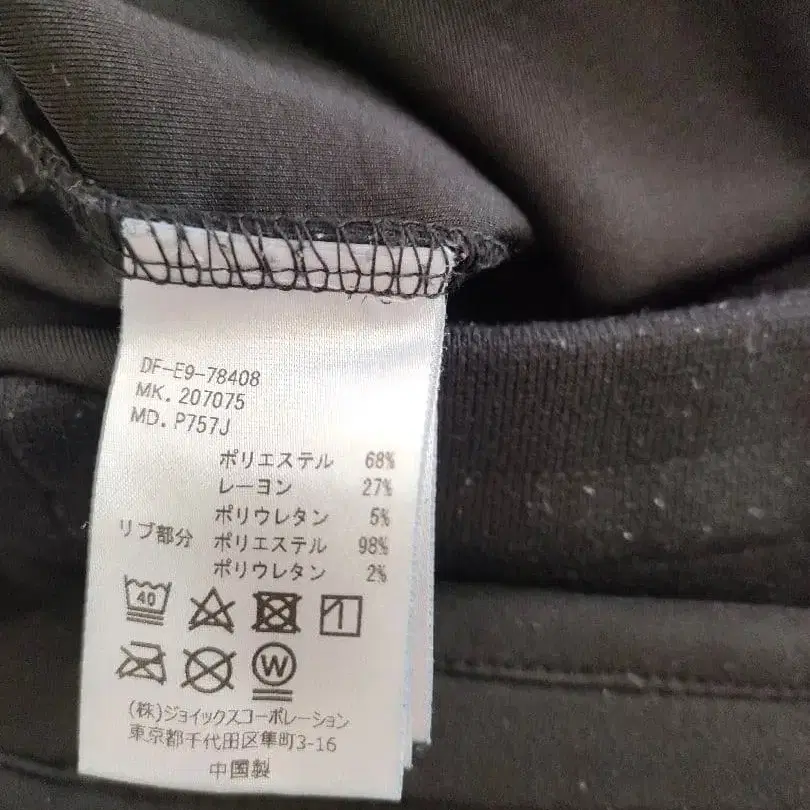 DF-E9-78408
MK. 207075
MD. P757J
ポリエステル 68%
レーヨン 27%
ポリウレタン 5%
リブ部分 ポリエステル 98%
ポリウレタン 2%
40
W
(株)ジョイックスコーポレーション
東京都千代田区隼町3-16
中国製